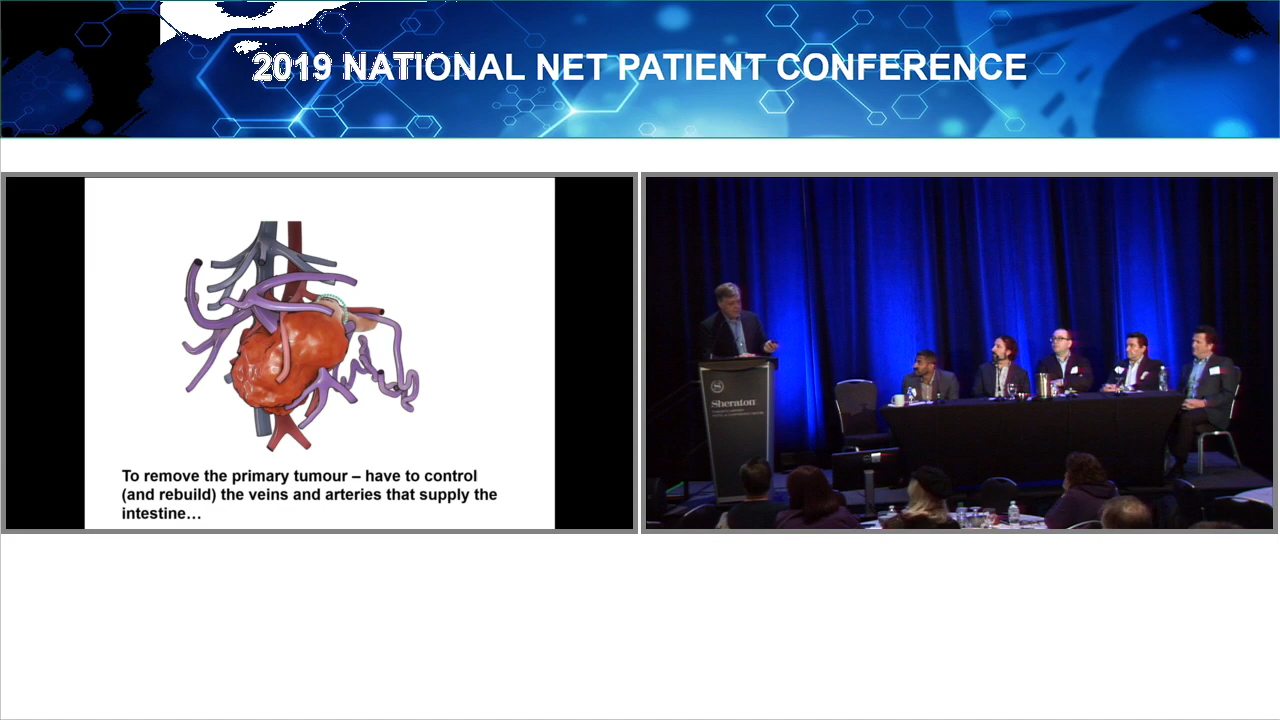 2019 NATIONAL NET PATIENT CONFERENCE
To remove the primary tumour – have to control
(and rebuild) the veins and arteries that supply the
intestine…
Sheraton